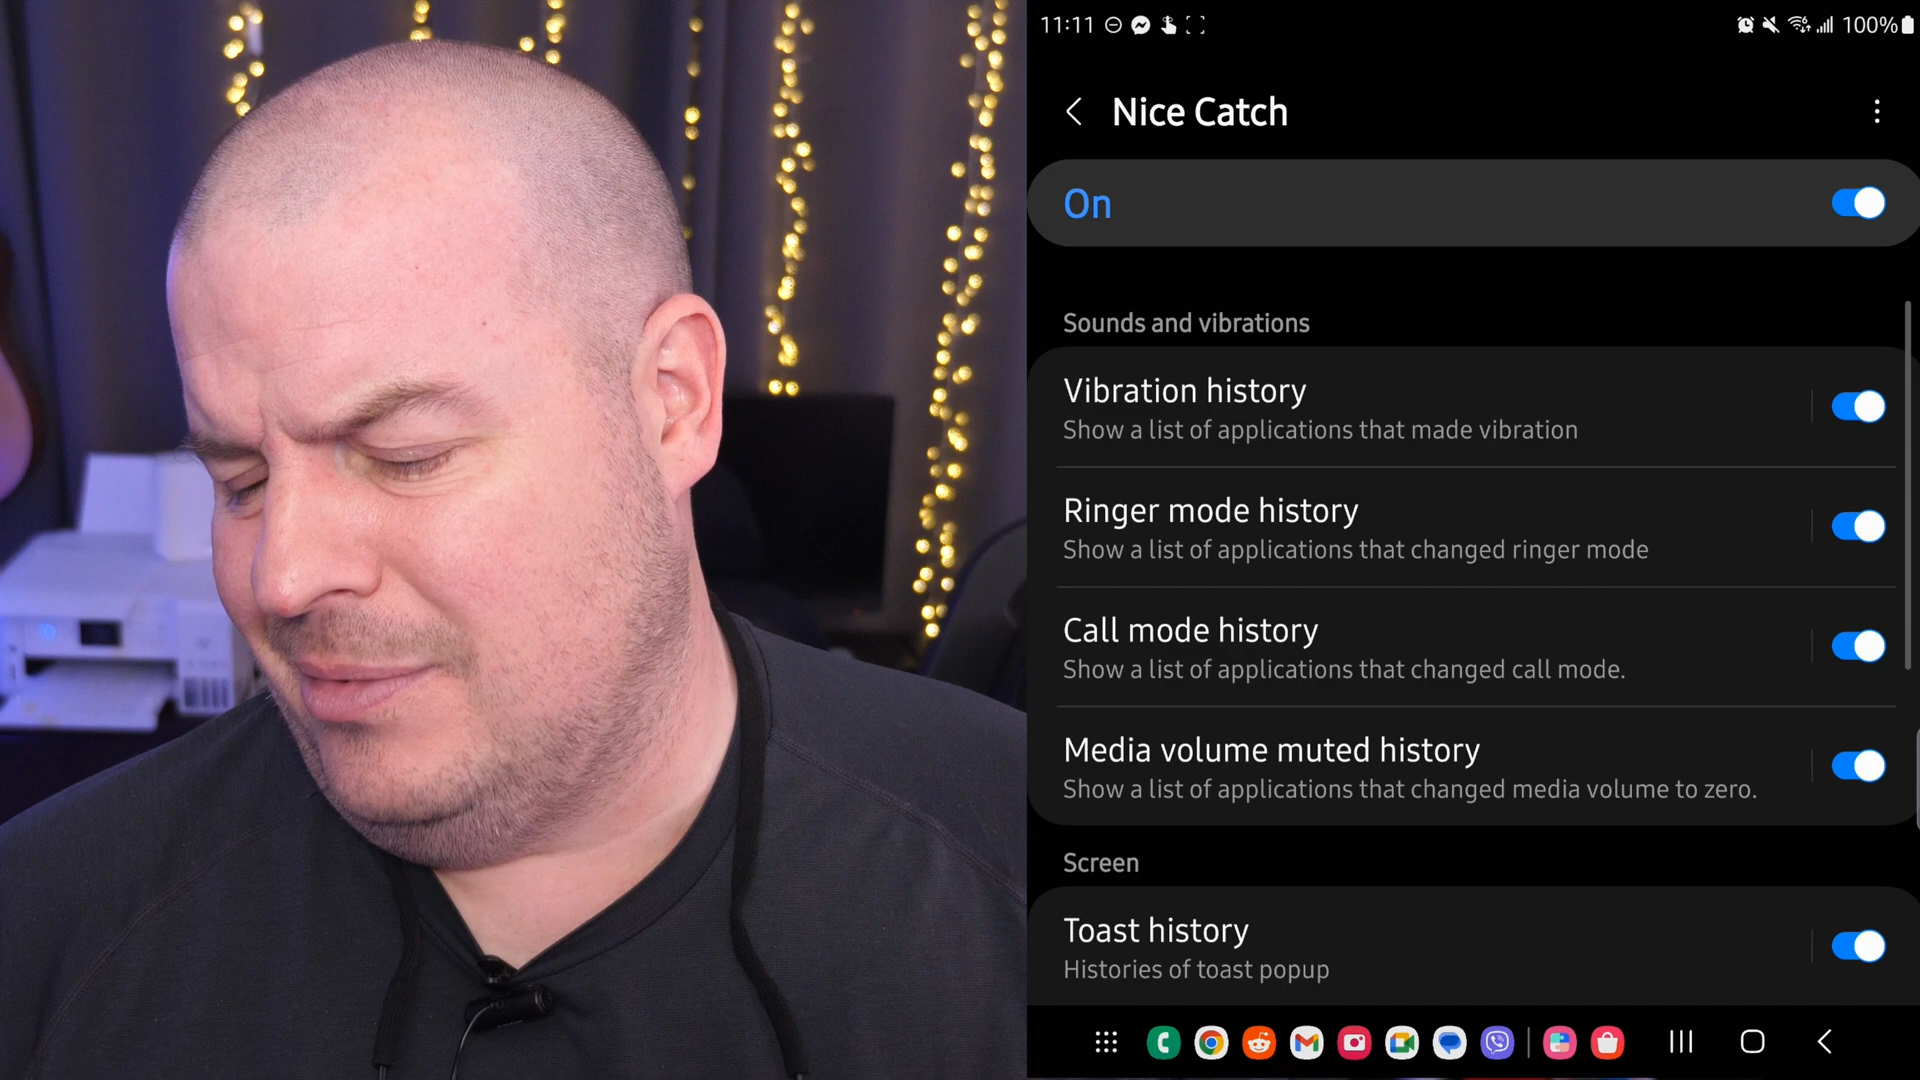 11:11
100%
Nice Catch
On
Sounds and vibrations
Vibration history
Show a list of applications that made vibration
Ringer mode history
Show a list of applications that changed ringer mode
Call mode history
Show a list of applications that changed call mode.
Media volume muted history
Show a list of applications that changed media volume to zero.
Screen
Toast history
Histories of toast popup